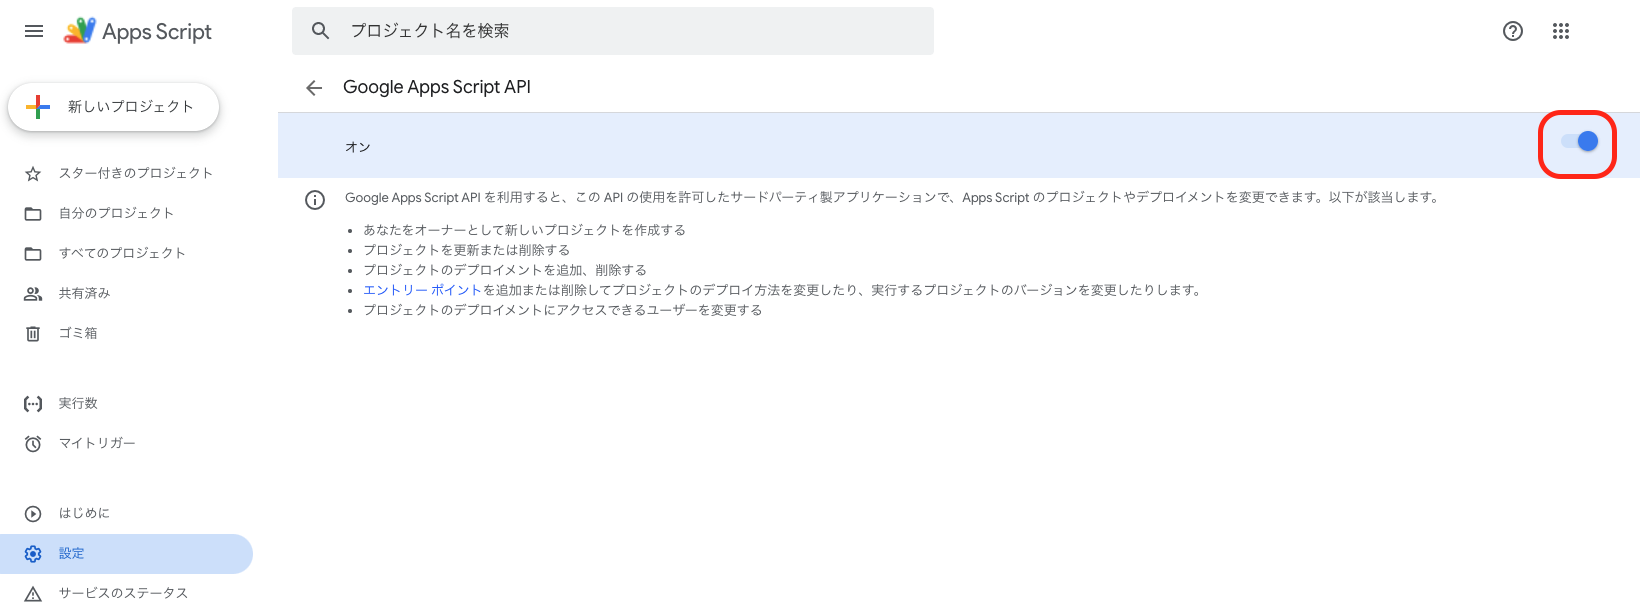 Apps Script
プロジェクト名を検索
新しいプロジェクト
スター付きのプロジェクト
自分のプロジェクト
すべてのプロジェクト
共有済み
ゴミ箱
実行数
マイトリガー
はじめに
設定
サービスのステータス
Google Apps Script API
オン
Google Apps Script API を利用すると、この API の使用を許可したサードパーティ製アプリケーションで、Apps Script のプロジェクトやデプロイメントを変更できます。以下が該当します。
• あなたをオーナーとして新しいプロジェクトを作成する
• プロジェクトを更新または削除する
• プロジェクトのデプロイメントを追加、削除する
• エントリー ポイントを追加または削除してプロジェクトのデプロイ方法を変更したり、実行するプロジェクトのバージョンを変更したりします。
• プロジェクトのデプロイメントにアクセスできるユーザーを変更する